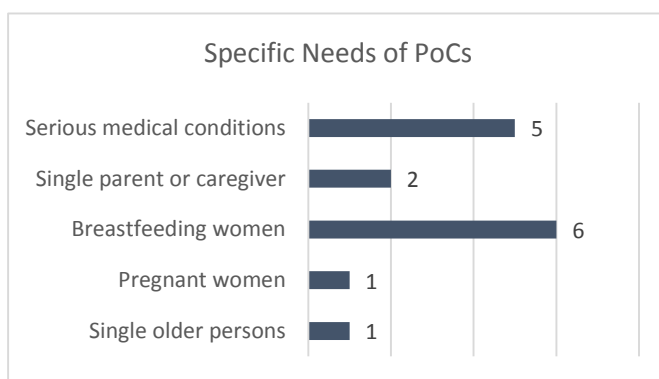 Specific Needs of PoCs
Serious medical conditions 5
Single parent or caregiver 2
Breastfeeding women 6
Pregnant women 1
Single older persons 1